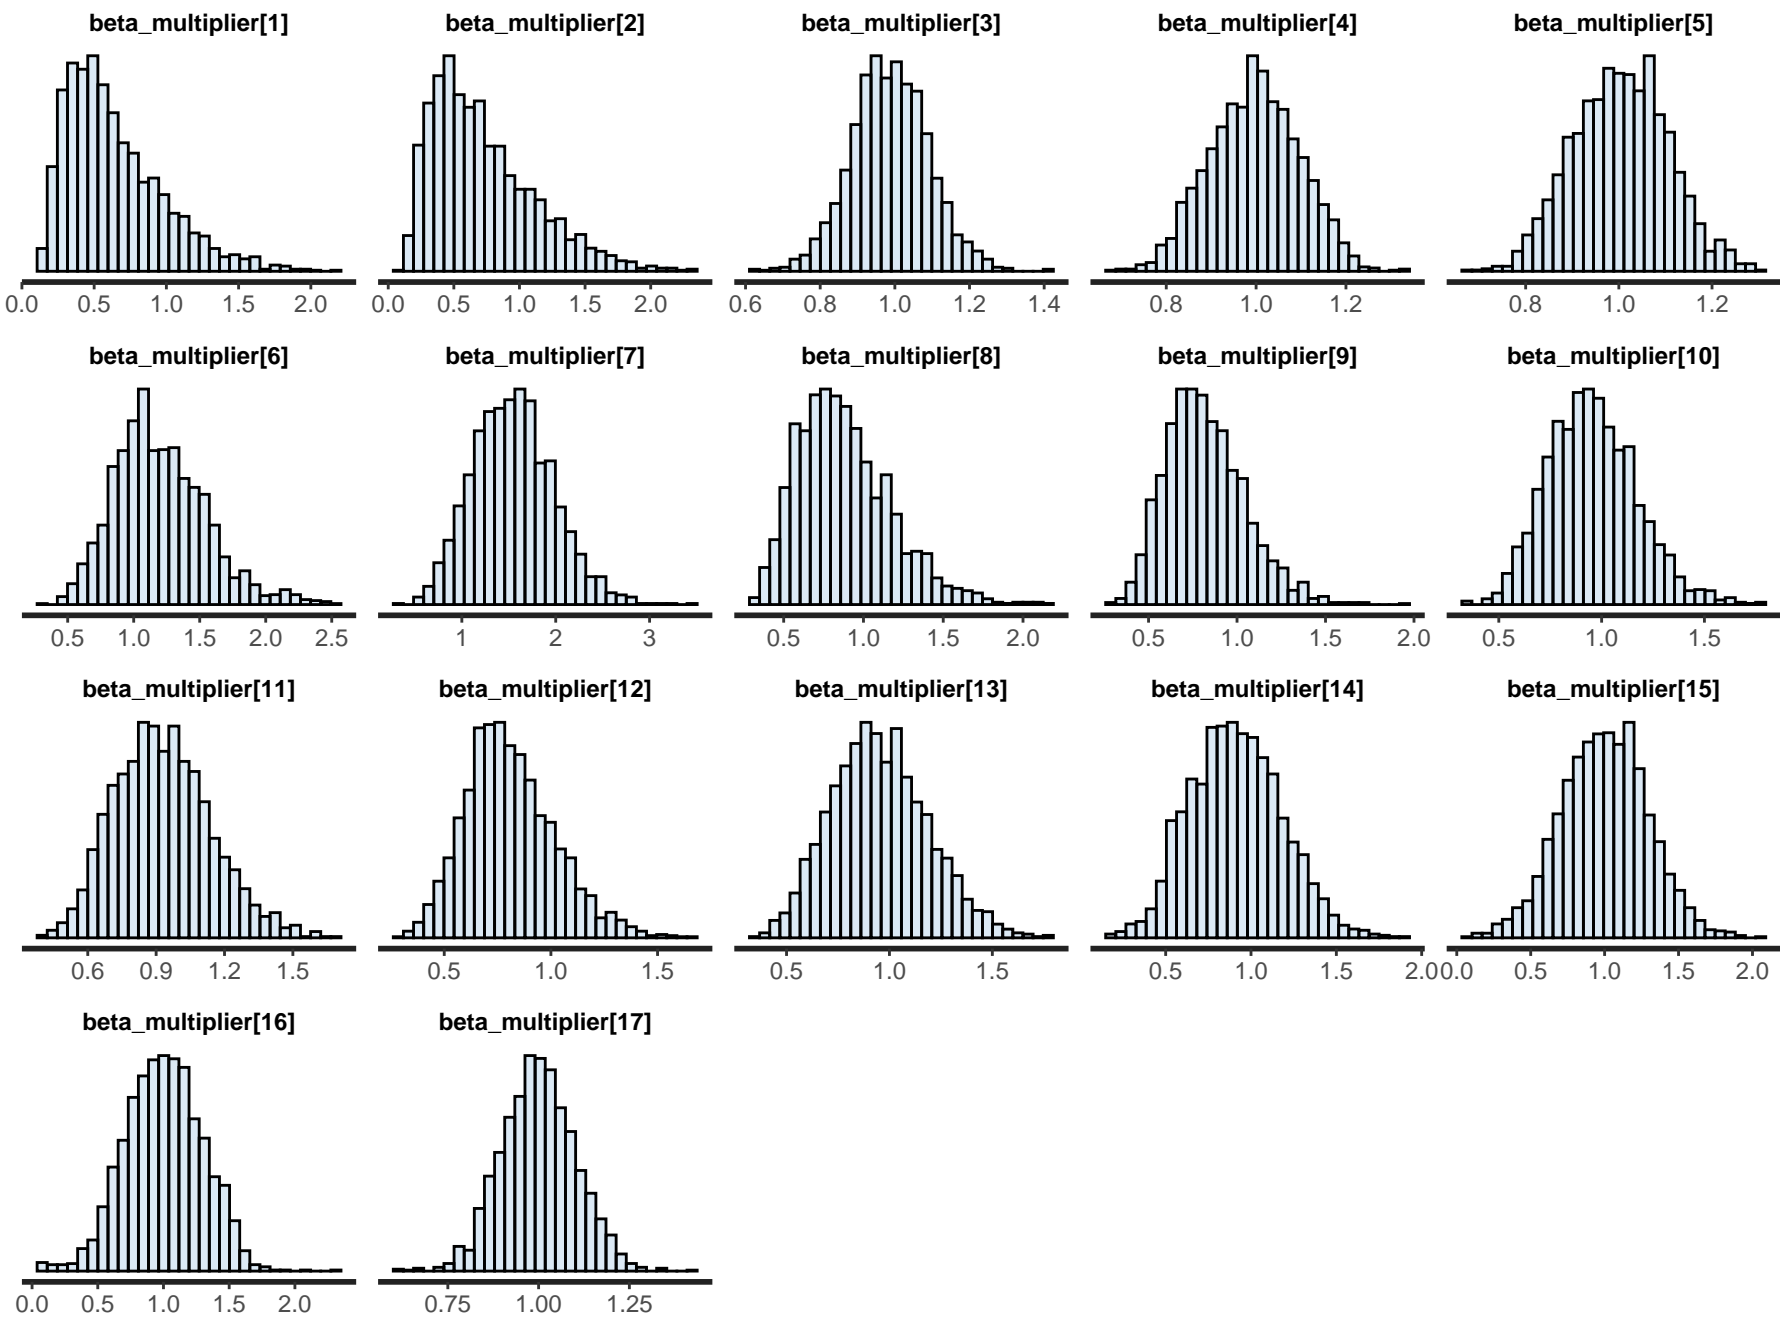 beta_multiplier[1] beta_multiplier[2] beta_multiplier[3] beta_multiplier[4] beta_multiplier[5]
0.0 0.5 1.0 1.5 2.0 0.0 0.5 1.0 1.5 2.0 0.6 0.8 1.0 1.2 1.4 0.8 1.0 1.2 0.8 1.0 1.2
beta_multiplier[6] beta_multiplier[7] beta_multiplier[8] beta_multiplier[9] beta_multiplier[10]
0.5 1.0 1.5 2.0 2.5 1 2 3 0.5 1.0 1.5 2.0 0.5 1.0 1.5 2.0 0.5 1.0 1.5
beta_multiplier[11] beta_multiplier[12] beta_multiplier[13] beta_multiplier[14] beta_multiplier[15]
0.6 0.9 1.2 1.5 0.5 1.0 1.5 0.5 1.0 1.5 0.5 1.0 1.5 2.0 0.0 0.5 1.0 1.5 2.0
beta_multiplier[16] beta_multiplier[17]
0.0 0.5 1.0 1.5 2.0 0.75 1.00 1.25